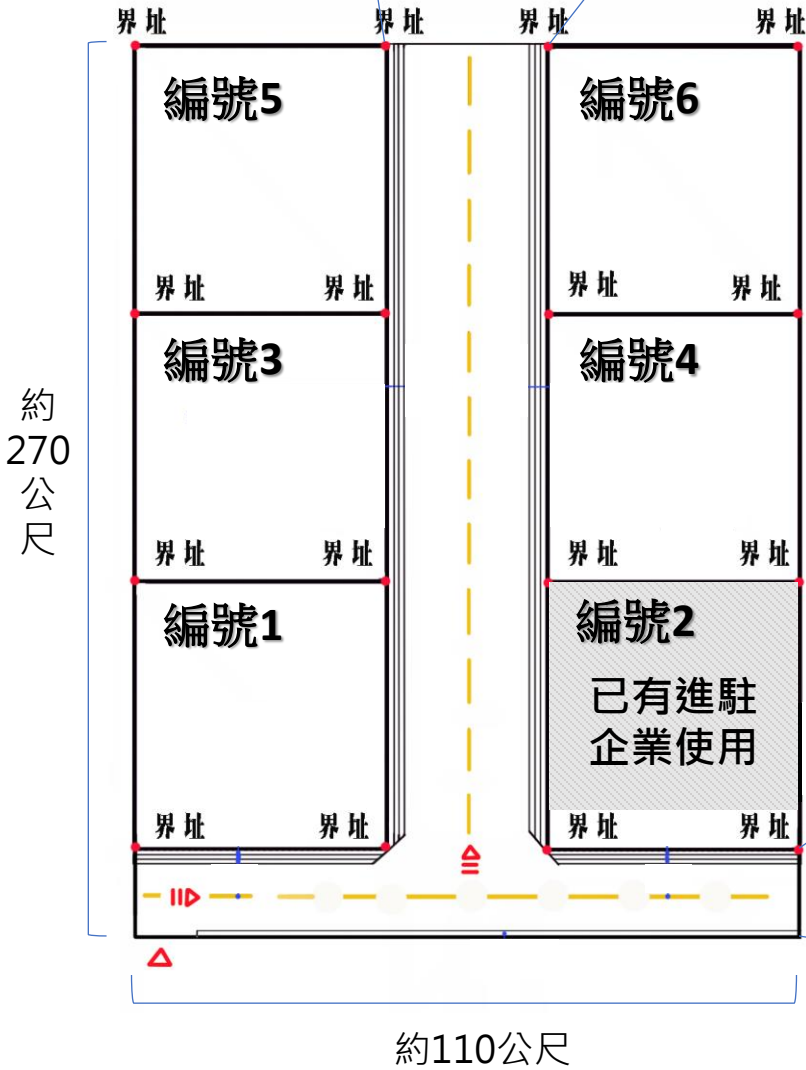 界址 界址 界址 界址
編號5 編號6
界址 界址 界址 界址
編號3 編號4
約
270
公
尺
界址 界址 界址 界址
編號1 編號2
已有進駐
企業使用
界址 界址 界址 界址
約110公尺